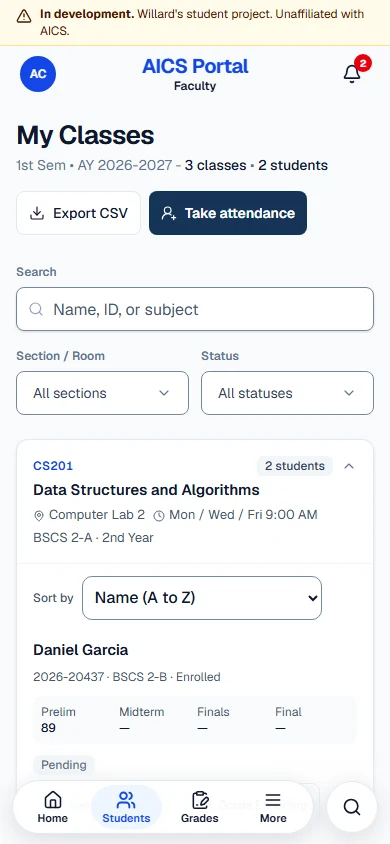 In development. Willard's student project. Unaffiliated with
AICS.
AC
AICS Portal
Faculty
2
My Classes
1st Sem • AY 2026-2027 - 3 classes • 2 students
Export CSV
Take attendance
Search
Name, ID, or subject
Section / Room
Status
All sections
All statuses
CS201
2 students
Data Structures and Algorithms
Computer Lab 2 Mon / Wed / Fri 9:00 AM
BSCS 2-A · 2nd Year
Sort by
Name (A to Z)
Daniel Garcia
2026-20437 · BSCS 2-B · Enrolled
Prelim Midterm Finals Final
89 — — —
Pending
Home
Students
Grades
More